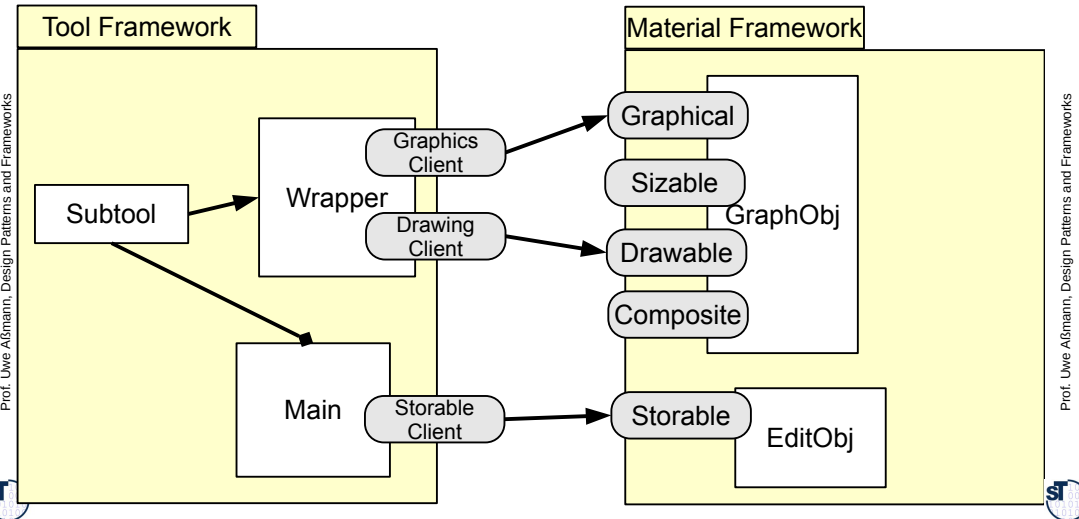 Tool Framework
Material Framework
Prof. Uwe Aßmann, Design Patterns and Frameworks
Graphics
Client
Wrapper
Drawing
Client
Subtool
Main
Storable
Client
Graphical
Sizable
GraphObj
Drawable
Composite
Storable
EditObj
Prof. Uwe Aßmann, Design Patterns and Frameworks
ST